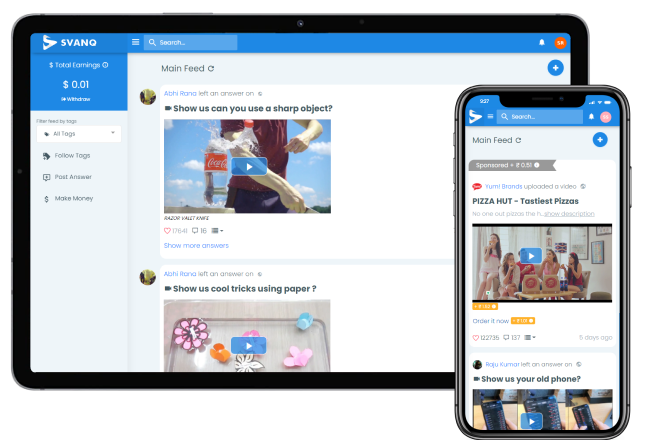 SVANQ
Search...
SR
$ Total Earnings
$ 0.01
Withdraw
Filter feed by tags
All Tags
Follow Tags
Post Answer
$ Make Money
Main Feed
+
Abhi Rana left an answer on
Show us can you use a sharp object?
Coca-Cola
RAZOR VALET KNIFE
17641 16
Show more answers
Abhi Rana left an answer on
Show us cool tricks using paper ?
9:27
Search...
SR
Main Feed
+
Sponsored + ₹ 0.51
Yum! Brands uploaded a video
PIZZA HUT - Tastiest Pizzas
No one out pizzas the h...show description
Order it now
122735 137
6 days ago
Raju Kumar left an answer on
Show us your old phone?